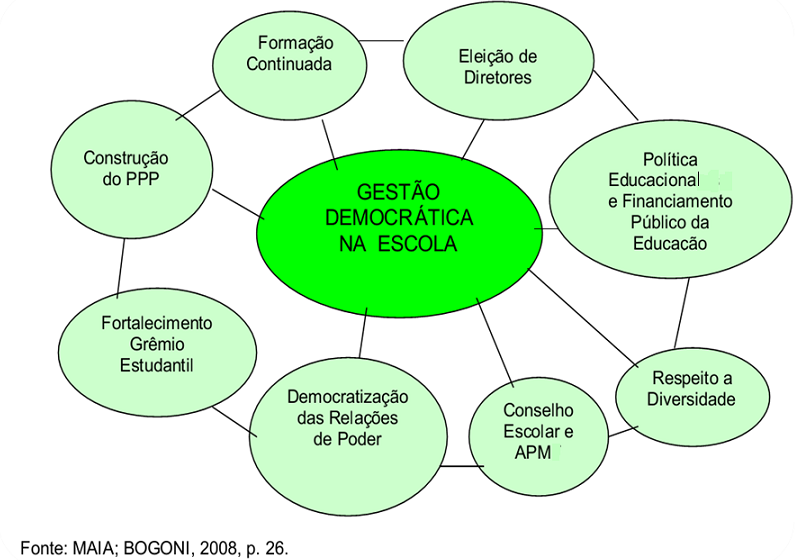 Formação
Continuada
Eleição de
Diretores
Construção
do PPP
Política
Educacional
e Financiamento
Público da
Educacão
GESTÃO
DEMOCRÁTICA
NA ESCOLA
Fortalecimento
Grêmio
Estudantil
Democratização
das Relações
de Poder
Conselho
Escolar e
APM
Respeito a
Diversidade
Fonte: MAIA; BOGONI, 2008, p. 26.